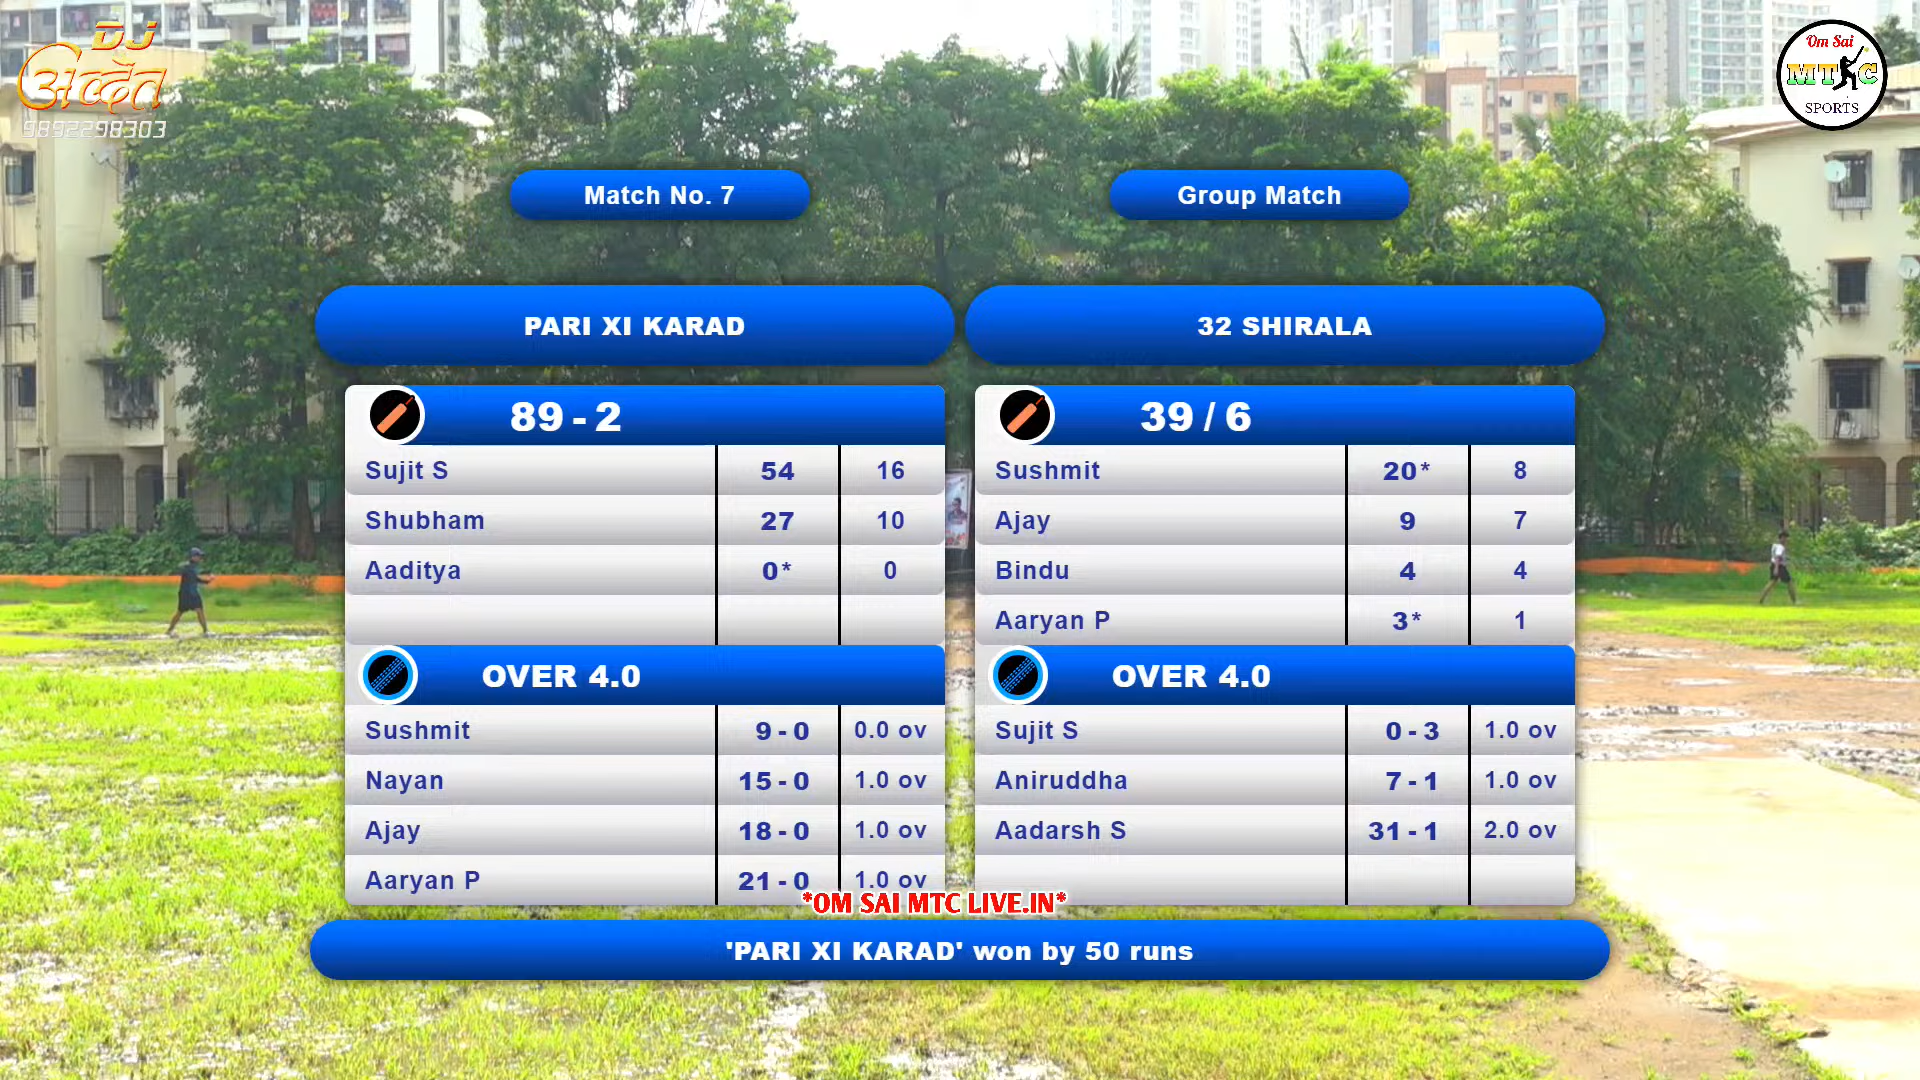 DJ
अद्वैत
9892298303
Om Sai
MTC
SPORTS
Match No. 7
Group Match
PARI XI KARAD
32 SHIRALA
89 - 2
Sujit S 54 16
Shubham 27 10
Aaditya 0* 0
OVER 4.0
Sushmit 9 - 0 0.0 ov
Nayan 15 - 0 1.0 ov
Ajay 18 - 0 1.0 ov
Aaryan P 21 - 0 1.0 ov
39 / 6
Sushmit 20* 8
Ajay 9 7
Bindu 4 4
Aaryan P 3* 1
OVER 4.0
Sujit S 0 - 3 1.0 ov
Aniruddha 7 - 1 1.0 ov
Aadarsh S 31 - 1 2.0 ov
*OM SAI MTC LIVE.IN*
'PARI XI KARAD' won by 50 runs